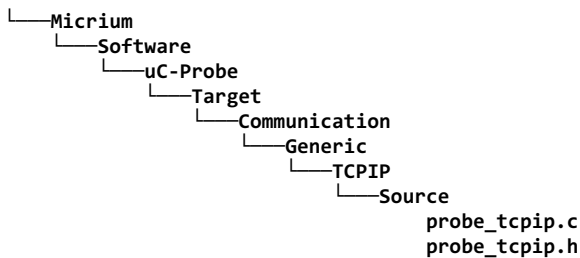 └───Micrium
└───Software
└───uC-Probe
└───Target
└───Communication
└───Generic
└───TCPIP
└───Source
probe_tcpip.c
probe_tcpip.h